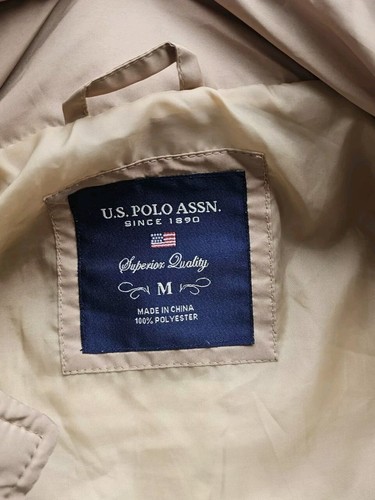 U.S. POLO ASSN.
SINCE 1890
Superior Quality
M
MADE IN CHINA
100% POLYESTER